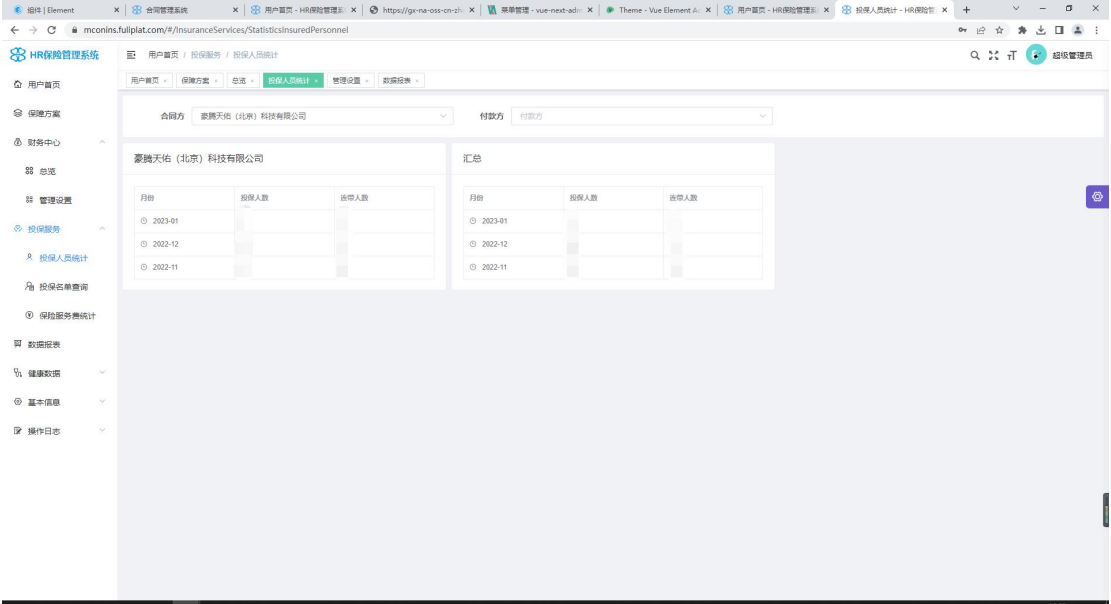 组件 | Element
合同管理系统
用户首页 - HR保险管理系
https://gx-na-oss-cn-zh
菜单管理 - vue-next-adm
Theme - Vue Element Ad
用户首页 - HR保险管理系
投保人员统计 - HR保险管
mconins.fuliplat.com/#/InsuranceServices/StatisticsInsuredPersonnel
HR保险管理系统
用户首页 / 投保服务 / 投保人员统计
超级管理员
用户首页 保障方案 总览 投保人员统计 管理设置 数据报表
用户首页
保障方案
财务中心
总览
管理设置
投保服务
投保人员统计
投保名单查询
保险服务费统计
数据报表
健康数据
基本信息
操作日志
合同方 豪腾天佑（北京）科技有限公司
付款方 付款方
豪腾天佑（北京）科技有限公司
月份 投保人数 连带人数
2023-01
2022-12
2022-11
汇总
月份 投保人数 连带人数
2023-01
2022-12
2022-11